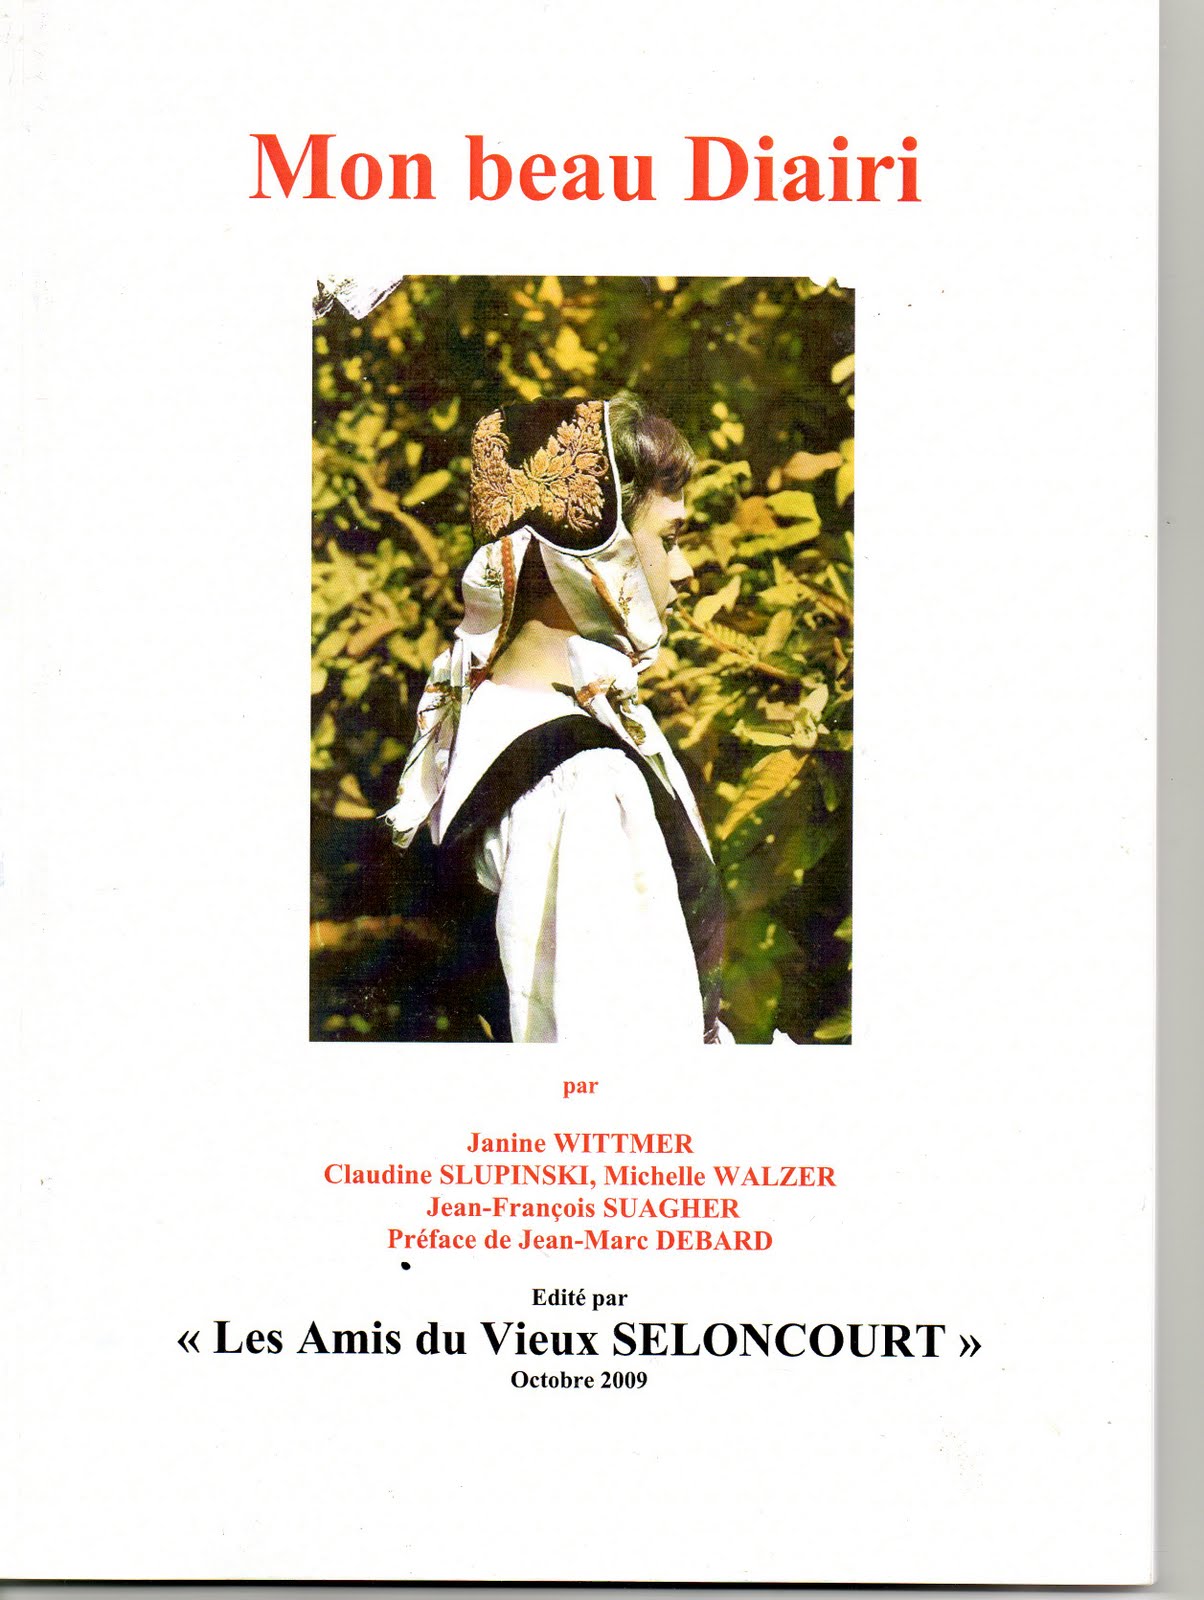 Mon beau Diairi
par
Janine WITTMER
Claudine SLUPINSKI, Michelle WALZER
Jean-François SUAGHER
Préface de Jean-Marc DEBARD
Edité par
« Les Amis du Vieux SELONCOURT »
Octobre 2009